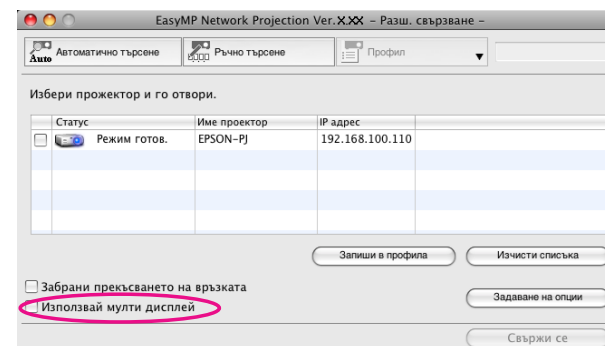 EasyMP Network Projection Ver.X.XX – Разш. свързване –
Auto Автоматично търсене Ръчно търсене Профил
Избери прожектор и го отвори.
Статус Име проектор IP адрес
Режим готов. EPSON-PJ 192.168.100.110
Запиши в профила Изчисти списъка
Забрани прекъсването на връзката
Използвай мулти дисплей Задаване на опции
Свържи се